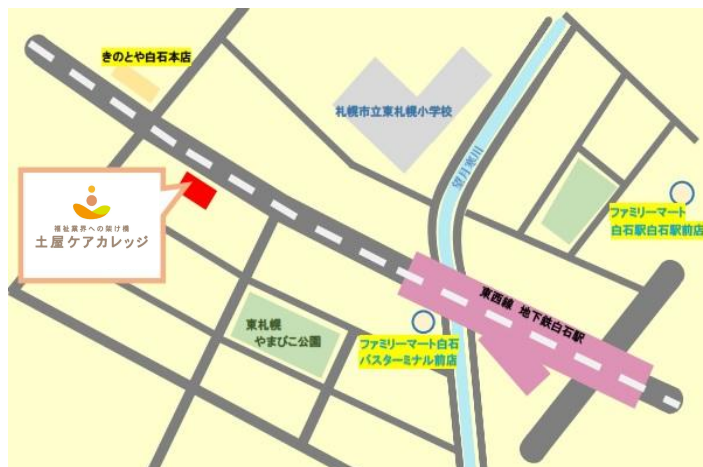 きのとや白石本店
札幌市立東札幌小学校
望月寒川
福祉業界への架け橋
土屋ケアカレッジ
ファミリーマート
白石駅白石駅前店
東西線 地下鉄白石駅
東札幌
やまびこ公園
ファミリーマート白石
バスターミナル前店